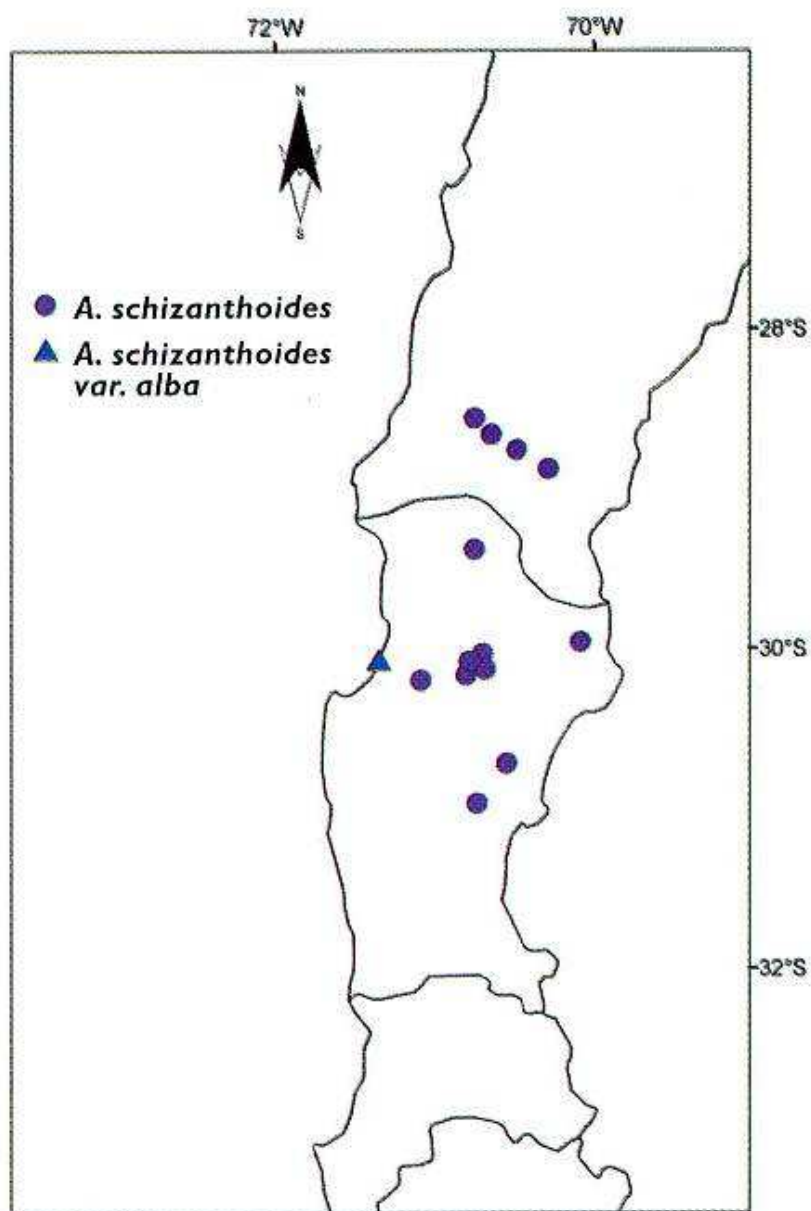 72°W 70°W
N
S
A. schizanthoides
A. schizanthoides
var. alba
28°S
30°S
32°S